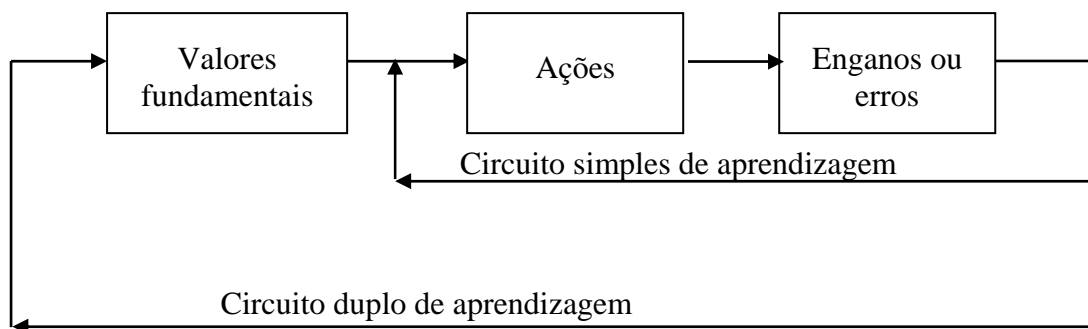 Valores
fundamentais
Ações
Enganos ou
erros
Circuito simples de aprendizagem
Circuito duplo de aprendizagem